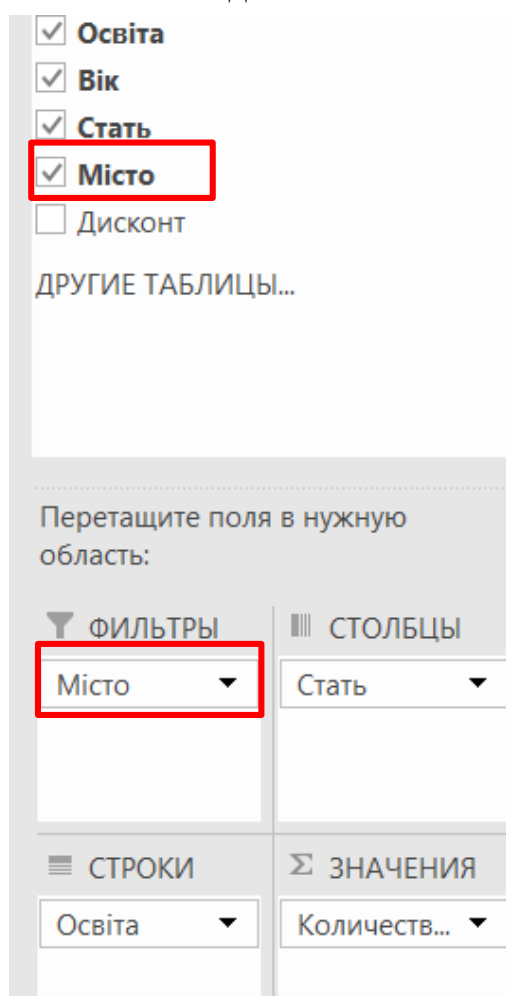 Освіта
Вік
Стать
Місто
Дисконт
ДРУГИЕ ТАБЛИЦЫ...
Перетащите поля в нужную
область:
ФИЛЬТРЫ
СТОЛБЦЫ
Місто
Стать
СТРОКИ
Σ ЗНАЧЕНИЯ
Освіта
Количеств...